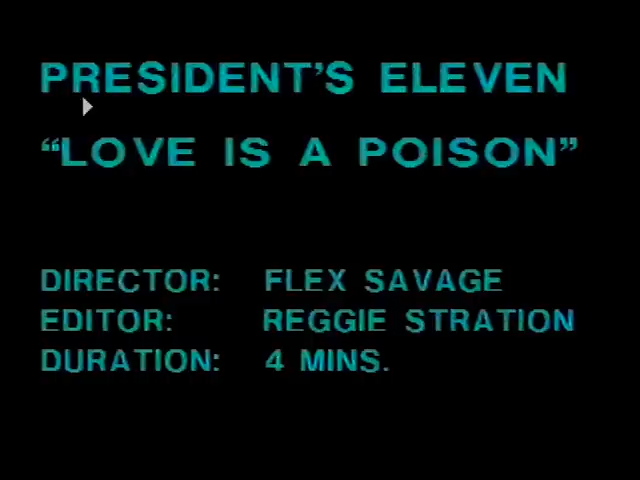 PRESIDENT'S ELEVEN
“LOVE IS A POISON”
DIRECTOR: FLEX SAVAGE
EDITOR: REGGIE STRATION
DURATION: 4 MINS.